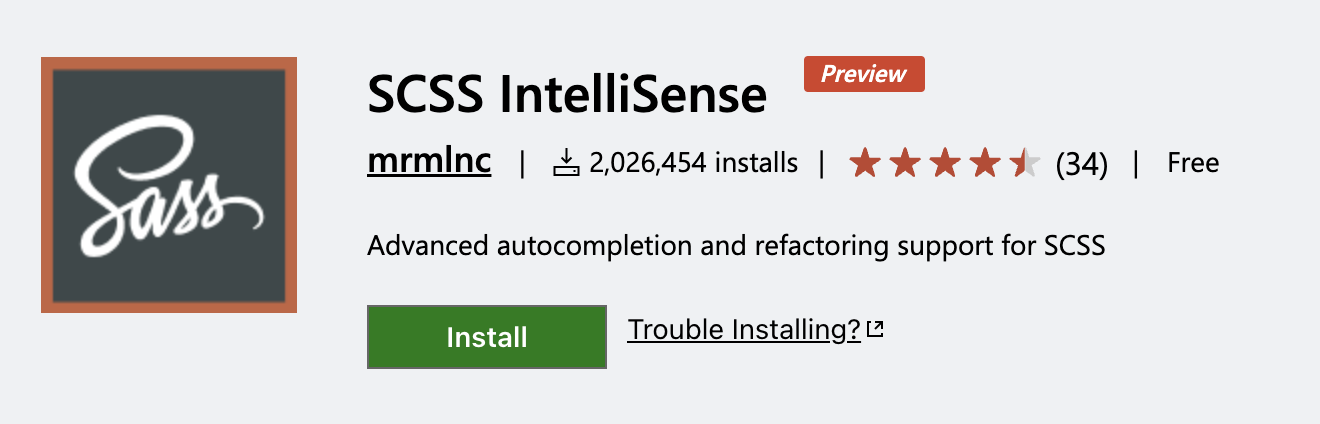 Sass
SCSS IntelliSense
Preview
mrmlnc | 2,026,454 installs | (34) | Free
Advanced autocompletion and refactoring support for SCSS
Install
Trouble Installing?